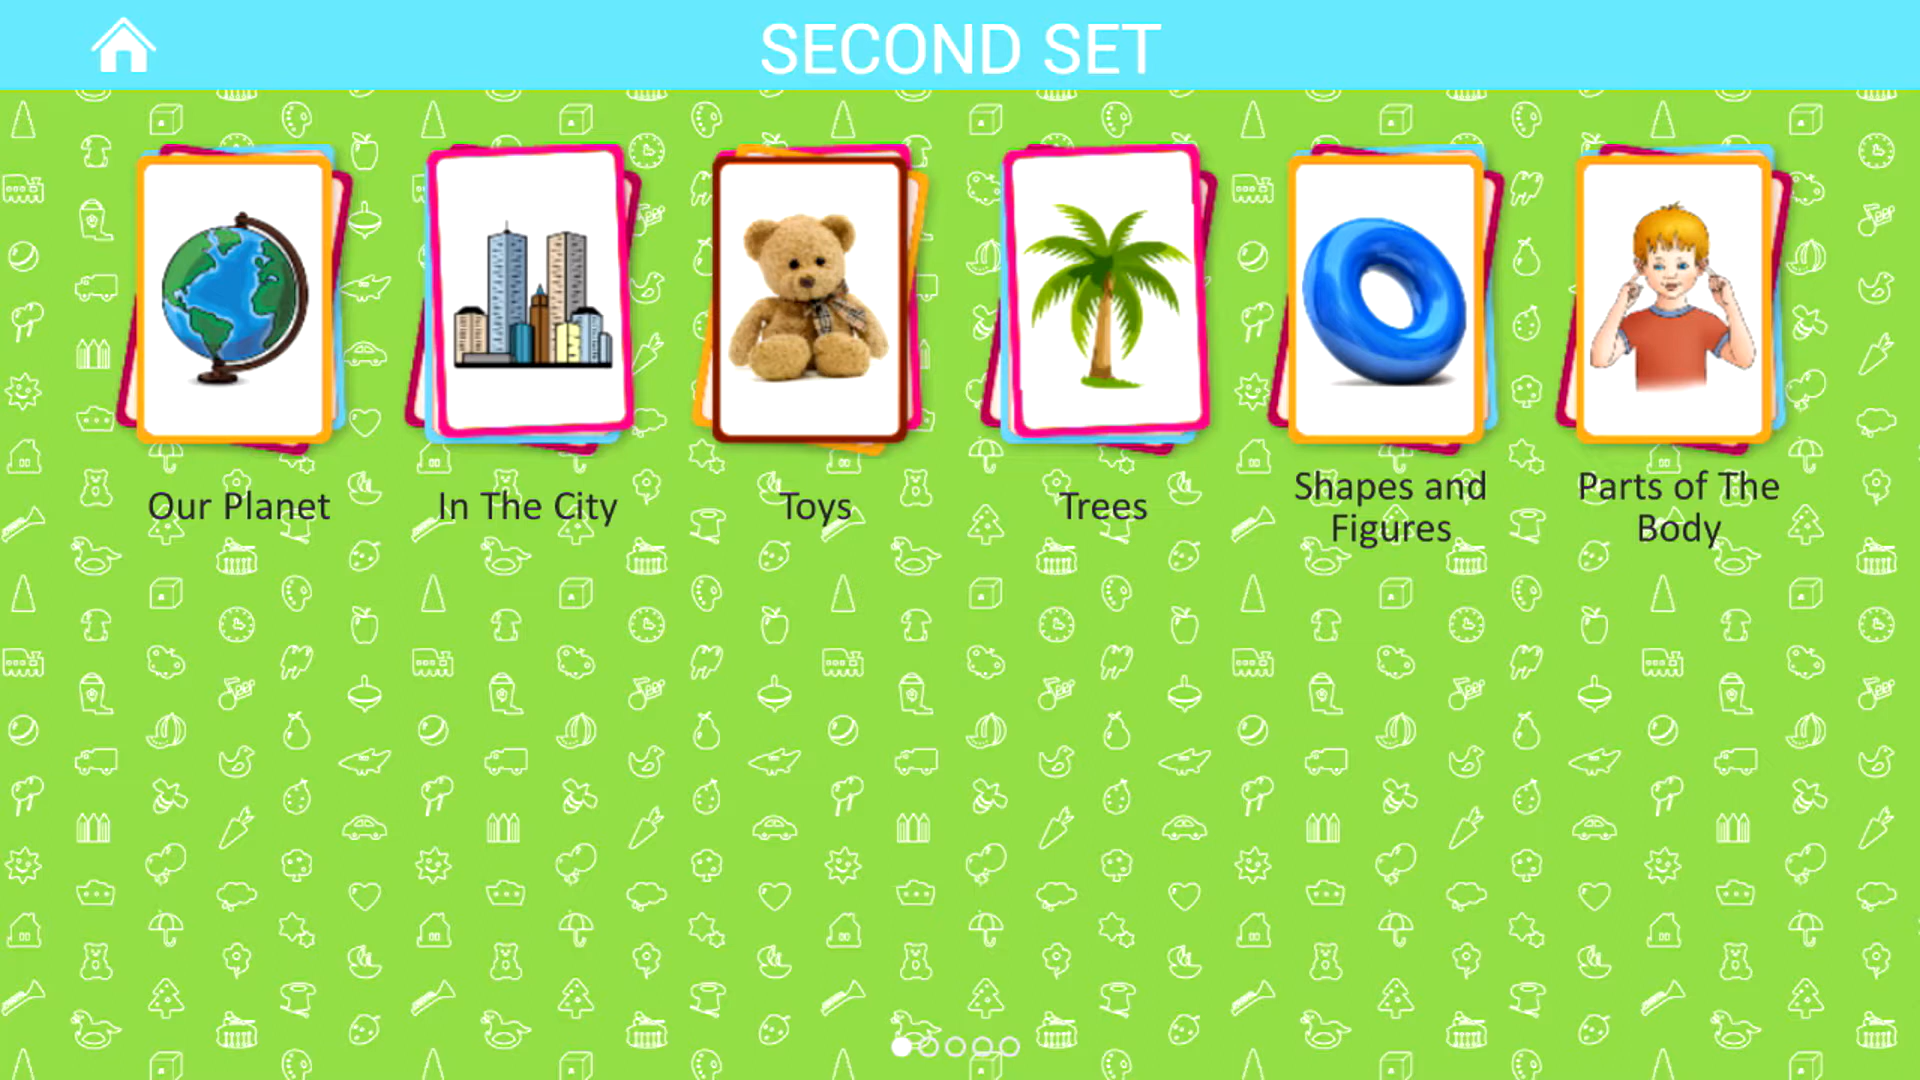 SECOND SET
Our Planet
In The City
Toys
Trees
Shapes and
Figures
Parts of The
Body